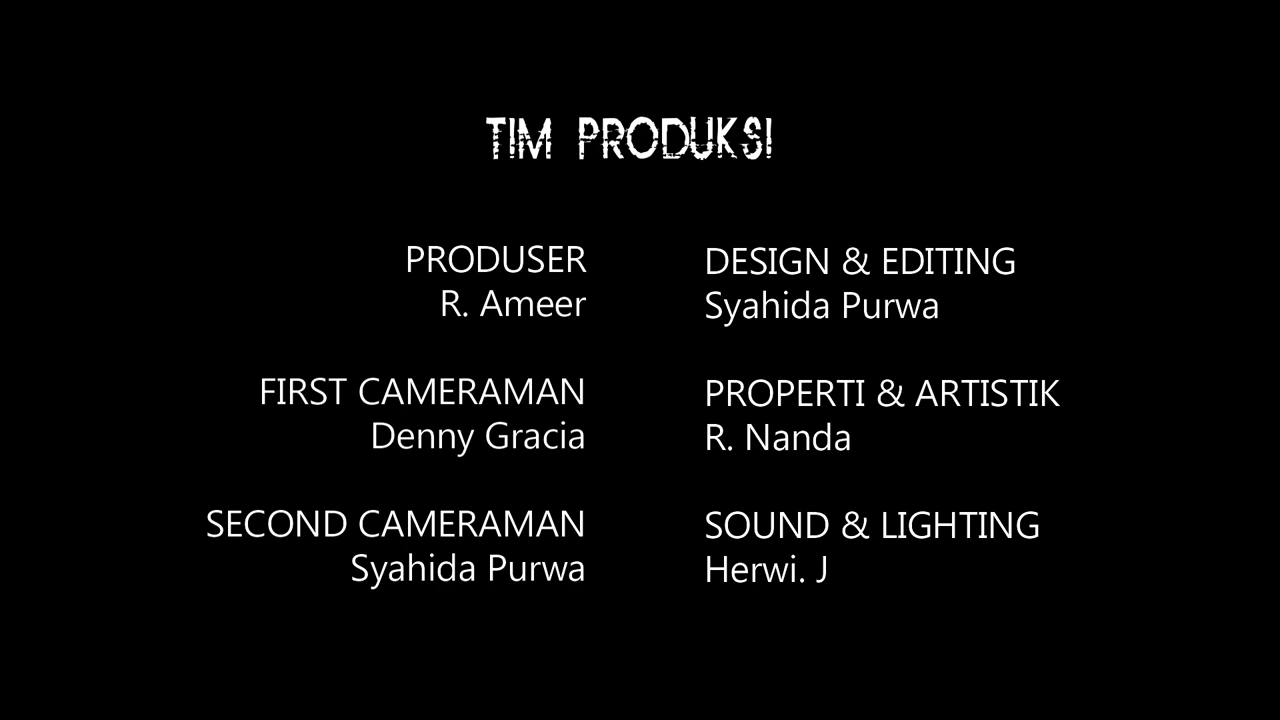 TIM PRODUKSI
PRODUSER
R. Ameer
FIRST CAMERAMAN
Denny Gracia
SECOND CAMERAMAN
Syahida Purwa
DESIGN & EDITING
Syahida Purwa
PROPERTI & ARTISTIK
R. Nanda
SOUND & LIGHTING
Herwi. J